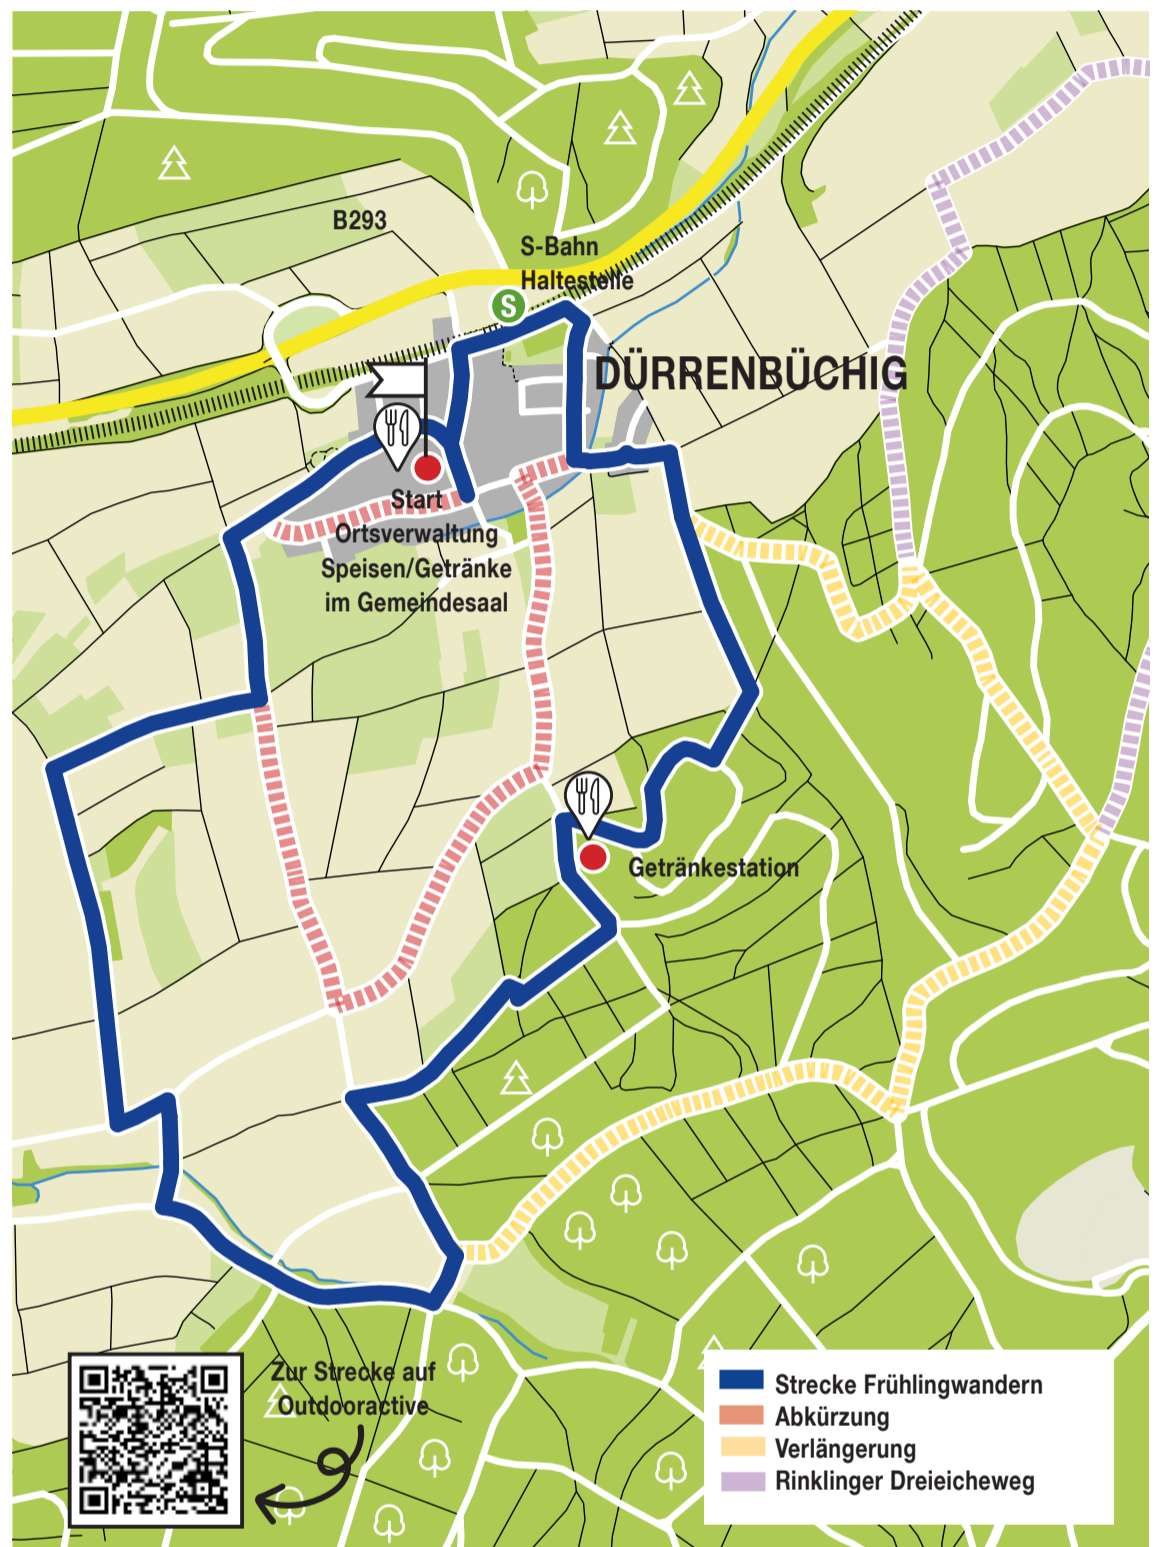 B293
S-Bahn
Haltestelle
S
DÜRRENBÜCHIG
Start
Ortsverwaltung
Speisen/Getränke
im Gemeindesaal
Getränkestation
Zur Strecke auf
Outdooractive
Strecke Frühlingwandern
Abkürzung
Verlängerung
Rinklinger Dreieicheweg